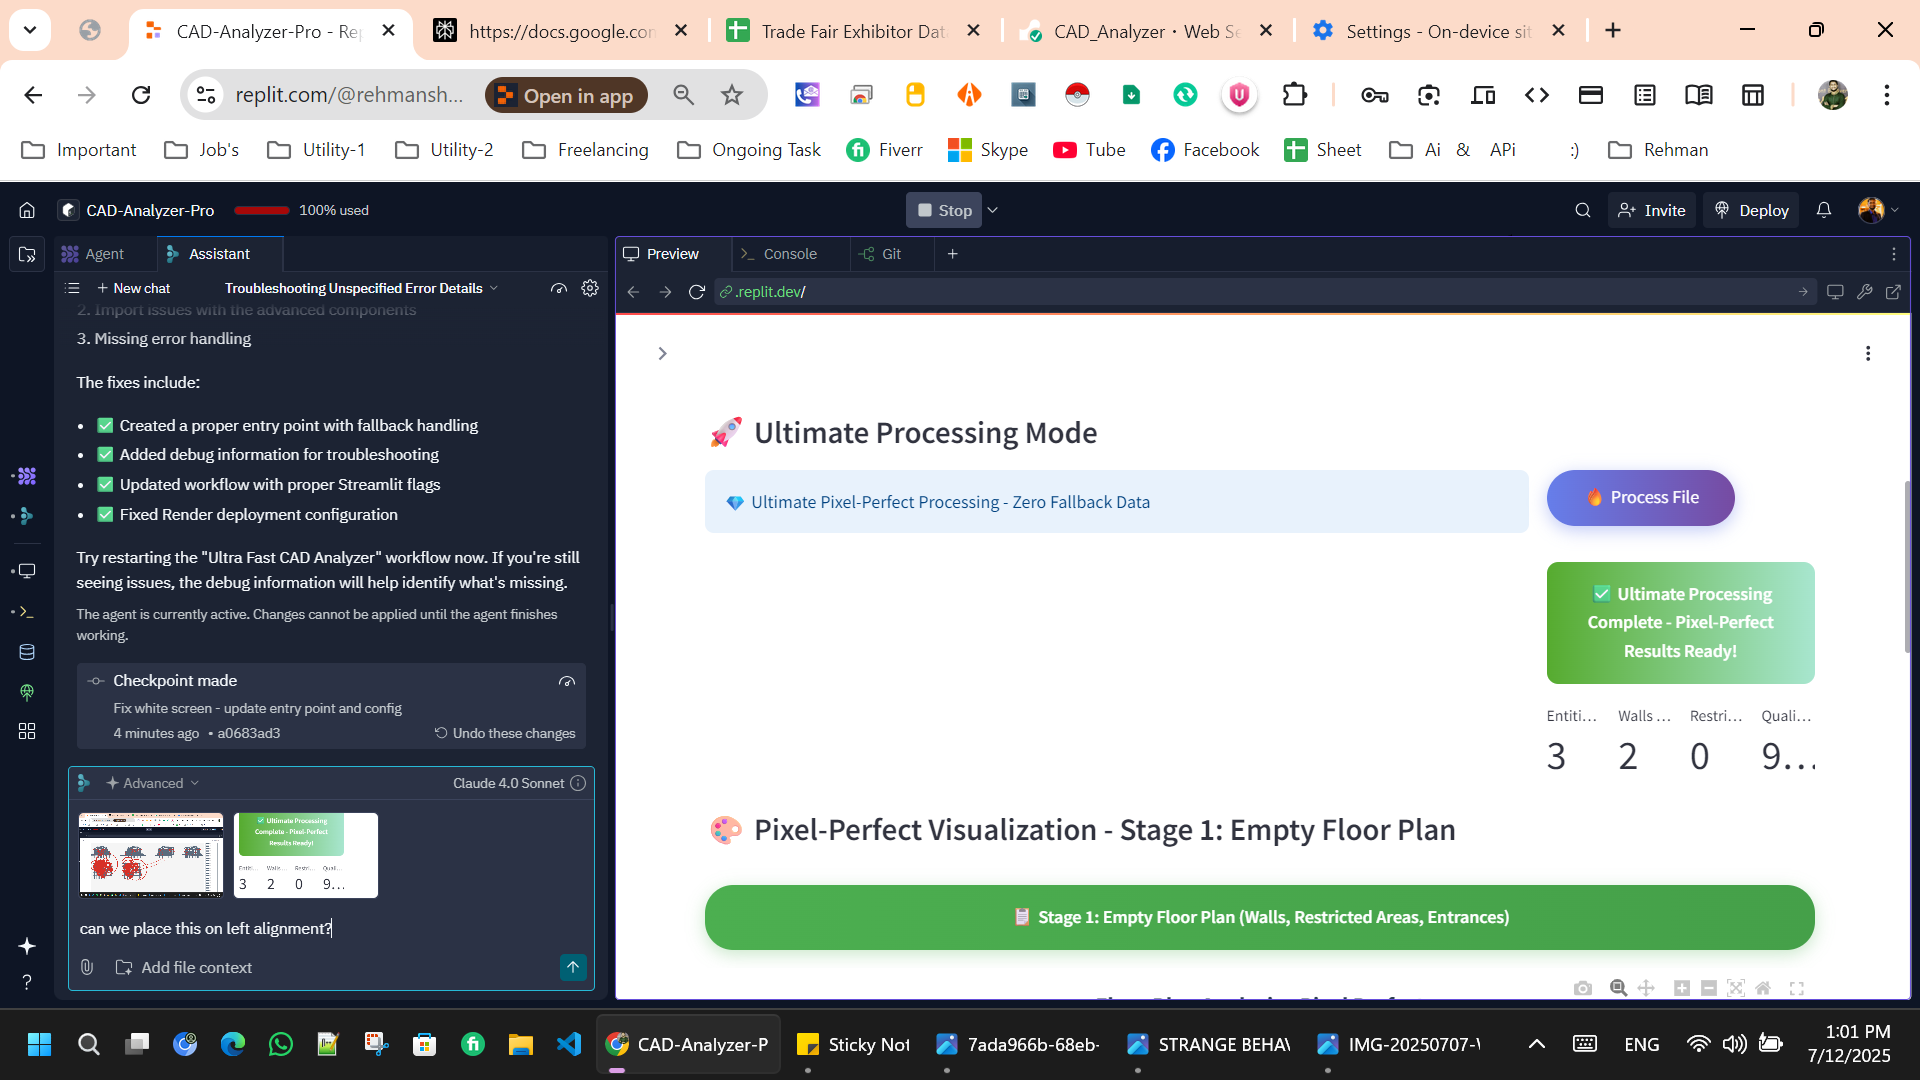 CAD-Analyzer-Pro - Rep
https://docs.google.com
Trade Fair Exhibitor Data
CAD_Analyzer • Web Se
Settings - On-device sit
replit.com/@rehmansh...
Open in app
Important
Job's
Utility-1
Utility-2
Freelancing
Ongoing Task
Fiverr
Skype
Tube
Facebook
Sheet
Ai & APi
:)
Rehman
CAD-Analyzer-Pro
100% used
Stop
Invite
Deploy
Agent
Assistant
New chat
Troubleshooting Unspecified Error Details
2. Import issues with the advanced components
3. Missing error handling
The fixes include:
• ✅ Created a proper entry point with fallback handling
• ✅ Added debug information for troubleshooting
• ✅ Updated workflow with proper Streamlit flags
• ✅ Fixed Render deployment configuration
Try restarting the "Ultra Fast CAD Analyzer" workflow now. If you're still
seeing issues, the debug information will help identify what's missing.
The agent is currently active. Changes cannot be applied until the agent finishes
working.
Checkpoint made
Fix white screen - update entry point and config
4 minutes ago • a0683ad3
Undo these changes
Advanced
Claude 4.0 Sonnet
✅ Ultimate Processing
Complete - Pixel-Perfect
Results Ready!
3 2 0 9...
can we place this on left alignment?
Add file context
Preview
Console
Git
.replit.dev/
🚀 Ultimate Processing Mode
💎 Ultimate Pixel-Perfect Processing - Zero Fallback Data
🔥 Process File
✅ Ultimate Processing
Complete - Pixel-Perfect
Results Ready!
Entiti... Walls ... Restri... Quali...
3 2 0 9...
🎨 Pixel-Perfect Visualization - Stage 1: Empty Floor Plan
📋 Stage 1: Empty Floor Plan (Walls, Restricted Areas, Entrances)
CAD-Analyzer-P
Sticky Not
7ada966b-68eb-
STRANGE BEHAV
IMG-20250707-
ENG
1:01 PM
7/12/2025